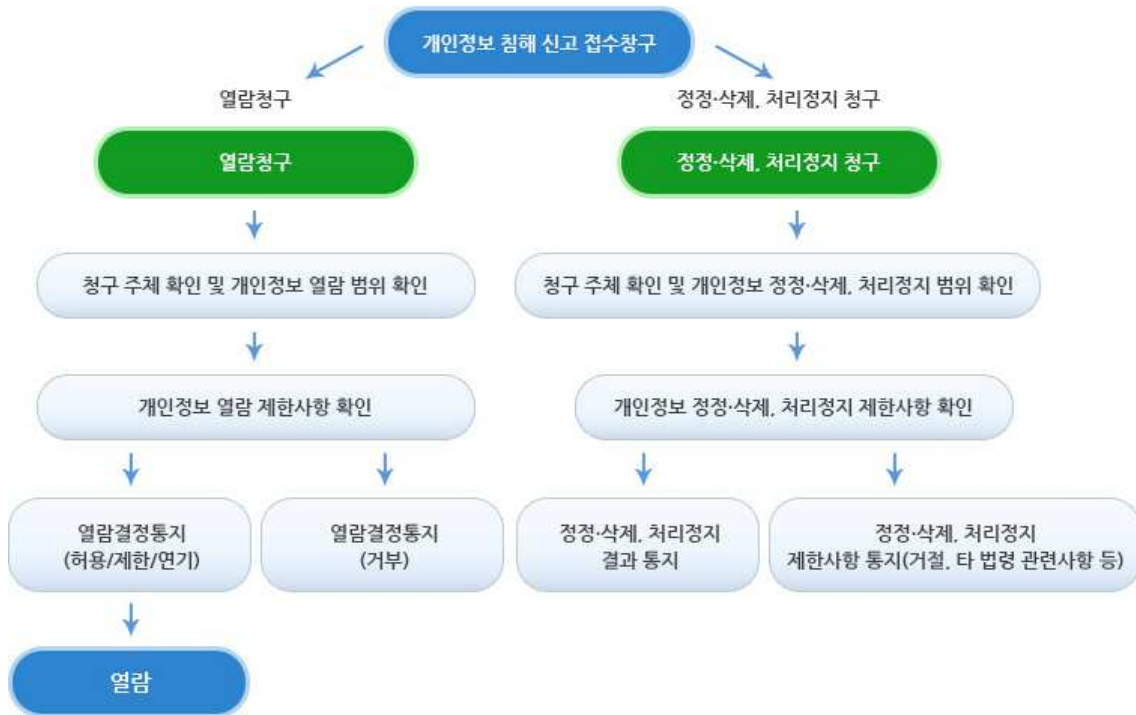 개인정보 침해 신고 접수창구
열람청구
정정·삭제, 처리정지 청구
열람청구
정정·삭제, 처리정지 청구
청구 주체 확인 및 개인정보 열람 범위 확인
청구 주체 확인 및 개인정보 정정·삭제, 처리정지 범위 확인
개인정보 열람 제한사항 확인
개인정보 정정·삭제, 처리정지 제한사항 확인
열람결정통지
(허용/제한/연기)
열람결정통지
(거부)
정정·삭제, 처리정지
결과 통지
정정·삭제, 처리정지
제한사항 통지(거절, 타 법령 관련사항 등)
열람